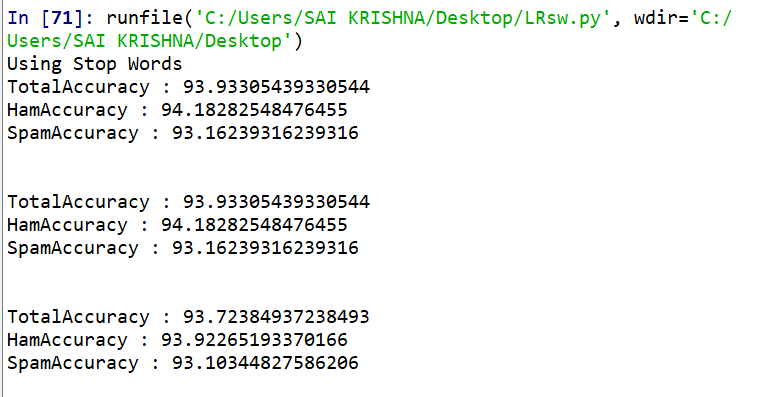 In [71]: runfile('C:/Users/SAI KRISHNA/Desktop/LRsw.py', wdir='C:/
Users/SAI KRISHNA/Desktop')
Using Stop Words
TotalAccuracy : 93.93305439330544
HamAccuracy : 94.18282548476455
SpamAccuracy : 93.16239316239316
TotalAccuracy : 93.93305439330544
HamAccuracy : 94.18282548476455
SpamAccuracy : 93.16239316239316
TotalAccuracy : 93.72384937238493
HamAccuracy : 93.92265193370166
SpamAccuracy : 93.10344827586206